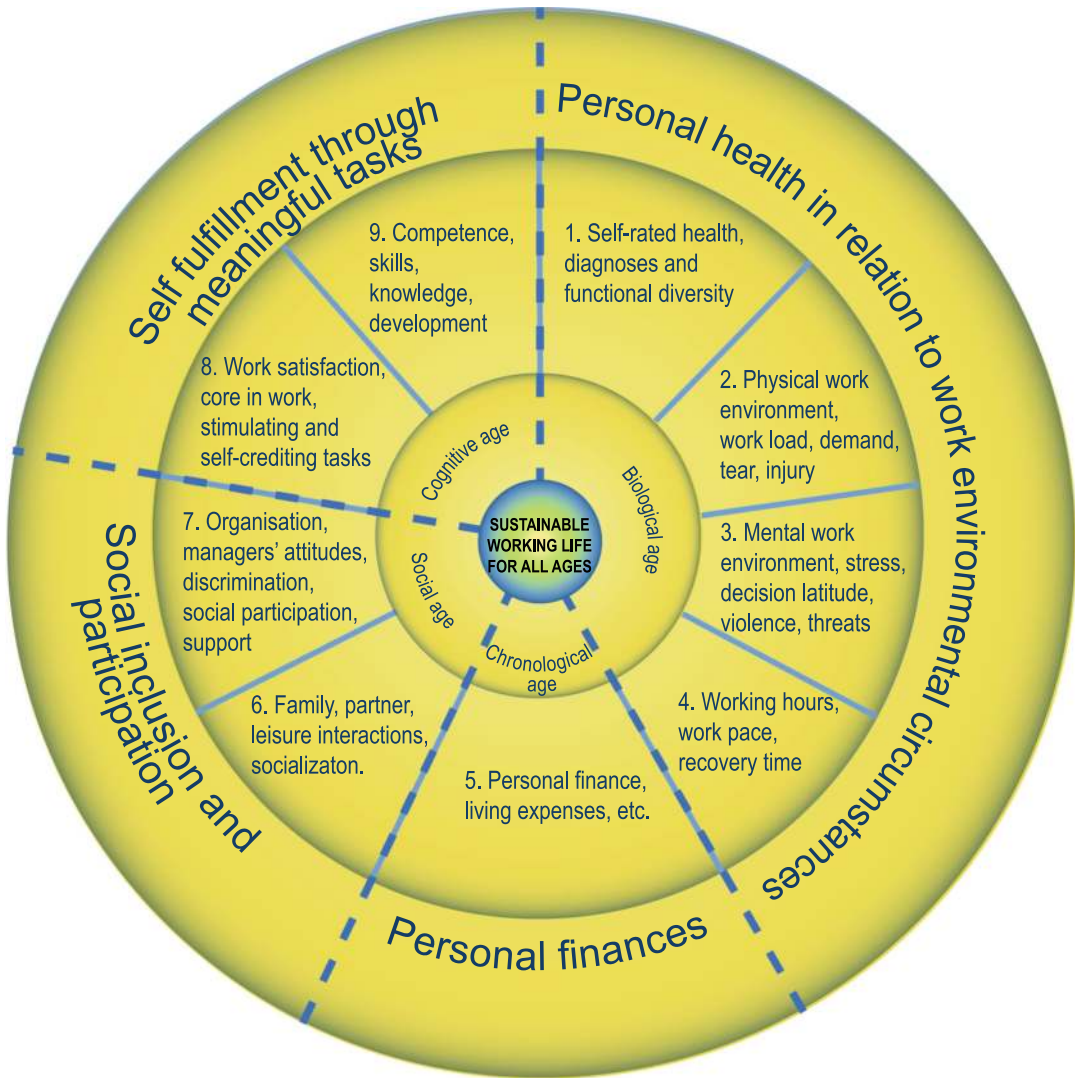 Self fulfillment through
meaningful tasks
Personal health in relation to work environmental circumstances
9. Competence,
skills,
knowledge,
development
1. Self-rated health,
diagnoses and
functional diversity
8. Work satisfaction,
core in work,
stimulating and
self-crediting tasks
2. Physical work
environment,
work load, demand,
tear, injury
Cognitive age
Biological age
SUSTAINABLE
WORKING LIFE
FOR ALL AGES
Social age
Chronological
age
7. Organisation,
managers’ attitudes,
discrimination,
social participation,
support
3. Mental work
environment, stress,
decision latitude,
violence, threats
6. Family, partner,
leisure interactions,
socializaton.
4. Working hours,
work pace,
recovery time
5. Personal finance,
living expenses, etc.
Social inclusion and
participation
Personal finances